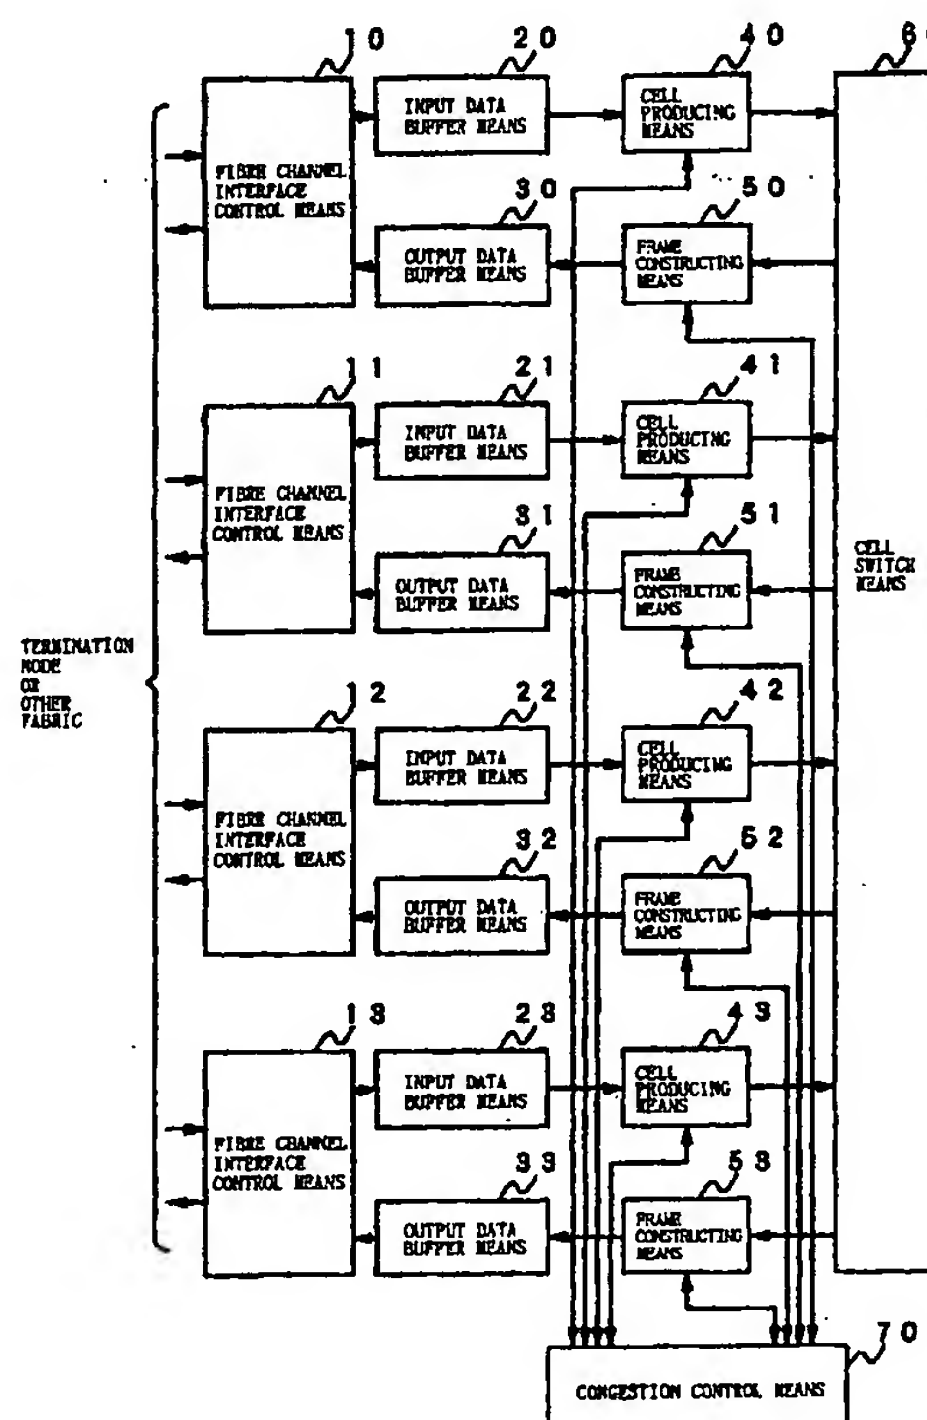 10
20
40
FIBRE CHANNEL
INTERFACE
CONTROL MEANS
INPUT DATA
BUFFER MEANS
CELL
PRODUCING
MEANS
30
50
OUTPUT DATA
BUFFER MEANS
FRAME
CONSTRUCTING
MEANS
11
21
41
FIBRE CHANNEL
INTERFACE
CONTROL MEANS
INPUT DATA
BUFFER MEANS
CELL
PRODUCING
MEANS
31
51
OUTPUT DATA
BUFFER MEANS
FRAME
CONSTRUCTING
MEANS
CELL
SWITCH
MEANS
TERMINATION
NODE
OR
OTHER
FABRIC
12
22
42
FIBRE CHANNEL
INTERFACE
CONTROL MEANS
INPUT DATA
BUFFER MEANS
CELL
PRODUCING
MEANS
32
52
OUTPUT DATA
BUFFER MEANS
FRAME
CONSTRUCTING
MEANS
13
23
43
FIBRE CHANNEL
INTERFACE
CONTROL MEANS
INPUT DATA
BUFFER MEANS
CELL
PRODUCING
MEANS
33
53
OUTPUT DATA
BUFFER MEANS
FRAME
CONSTRUCTING
MEANS
70
CONGESTION CONTROL MEANS